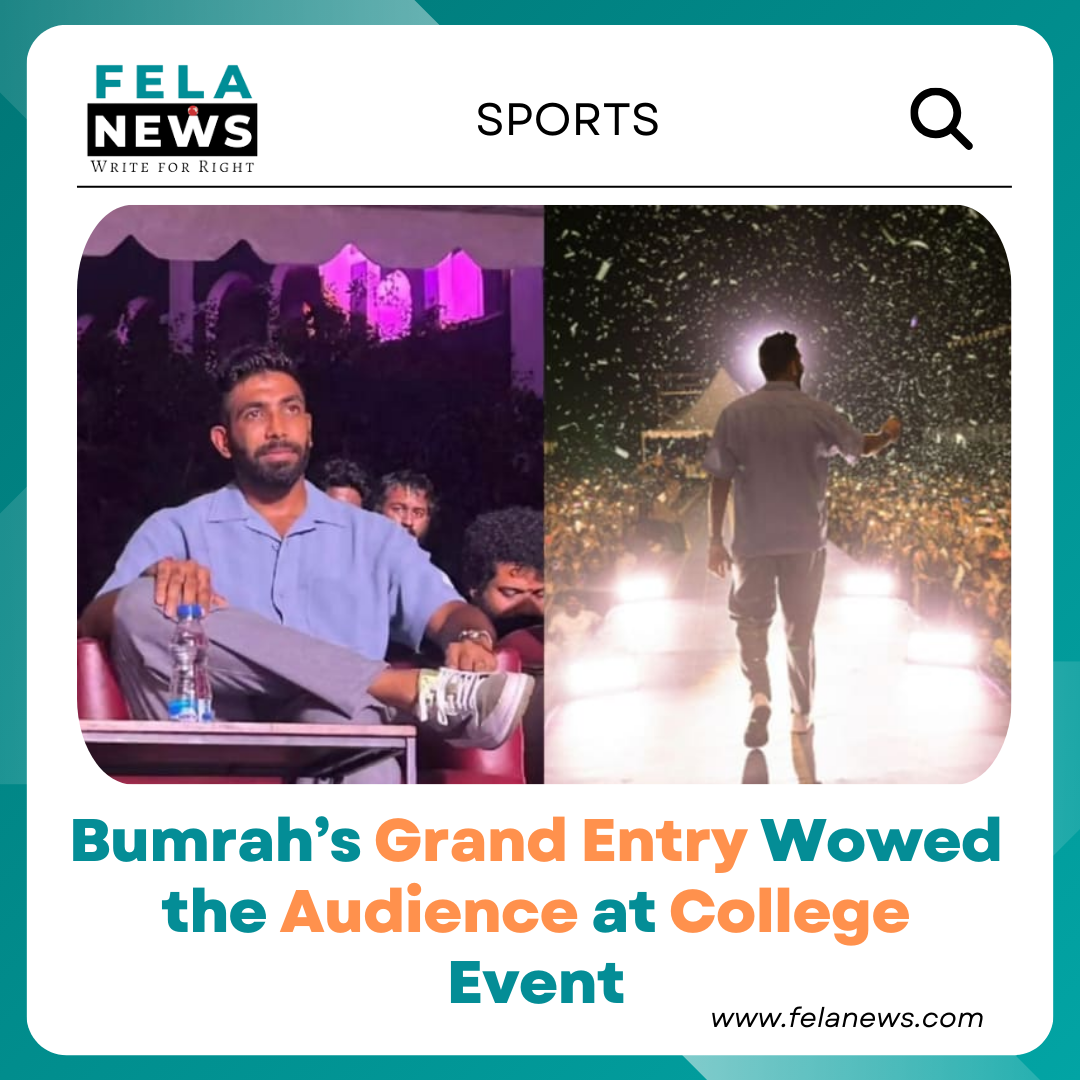 FELA
NEWS
WRITE FOR RIGHT
SPORTS
Bumrah’s Grand Entry Wowed
the Audience at College
Event
www.felanews.com